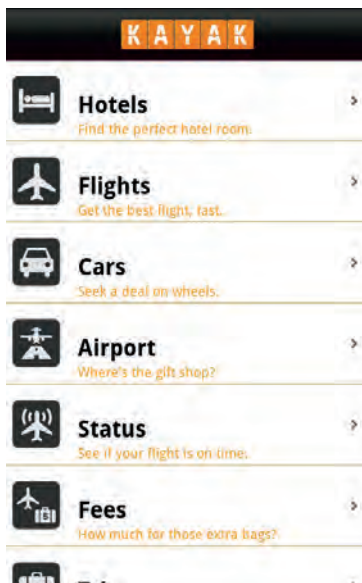 KAYAK
Hotels
Find the perfect hotel room.
Flights
Get the best flight, fast.
Cars
Seek a deal on wheels.
Airport
Where's the gift shop?
Status
See if your flight is on time.
Fees
How much for those extra bags?